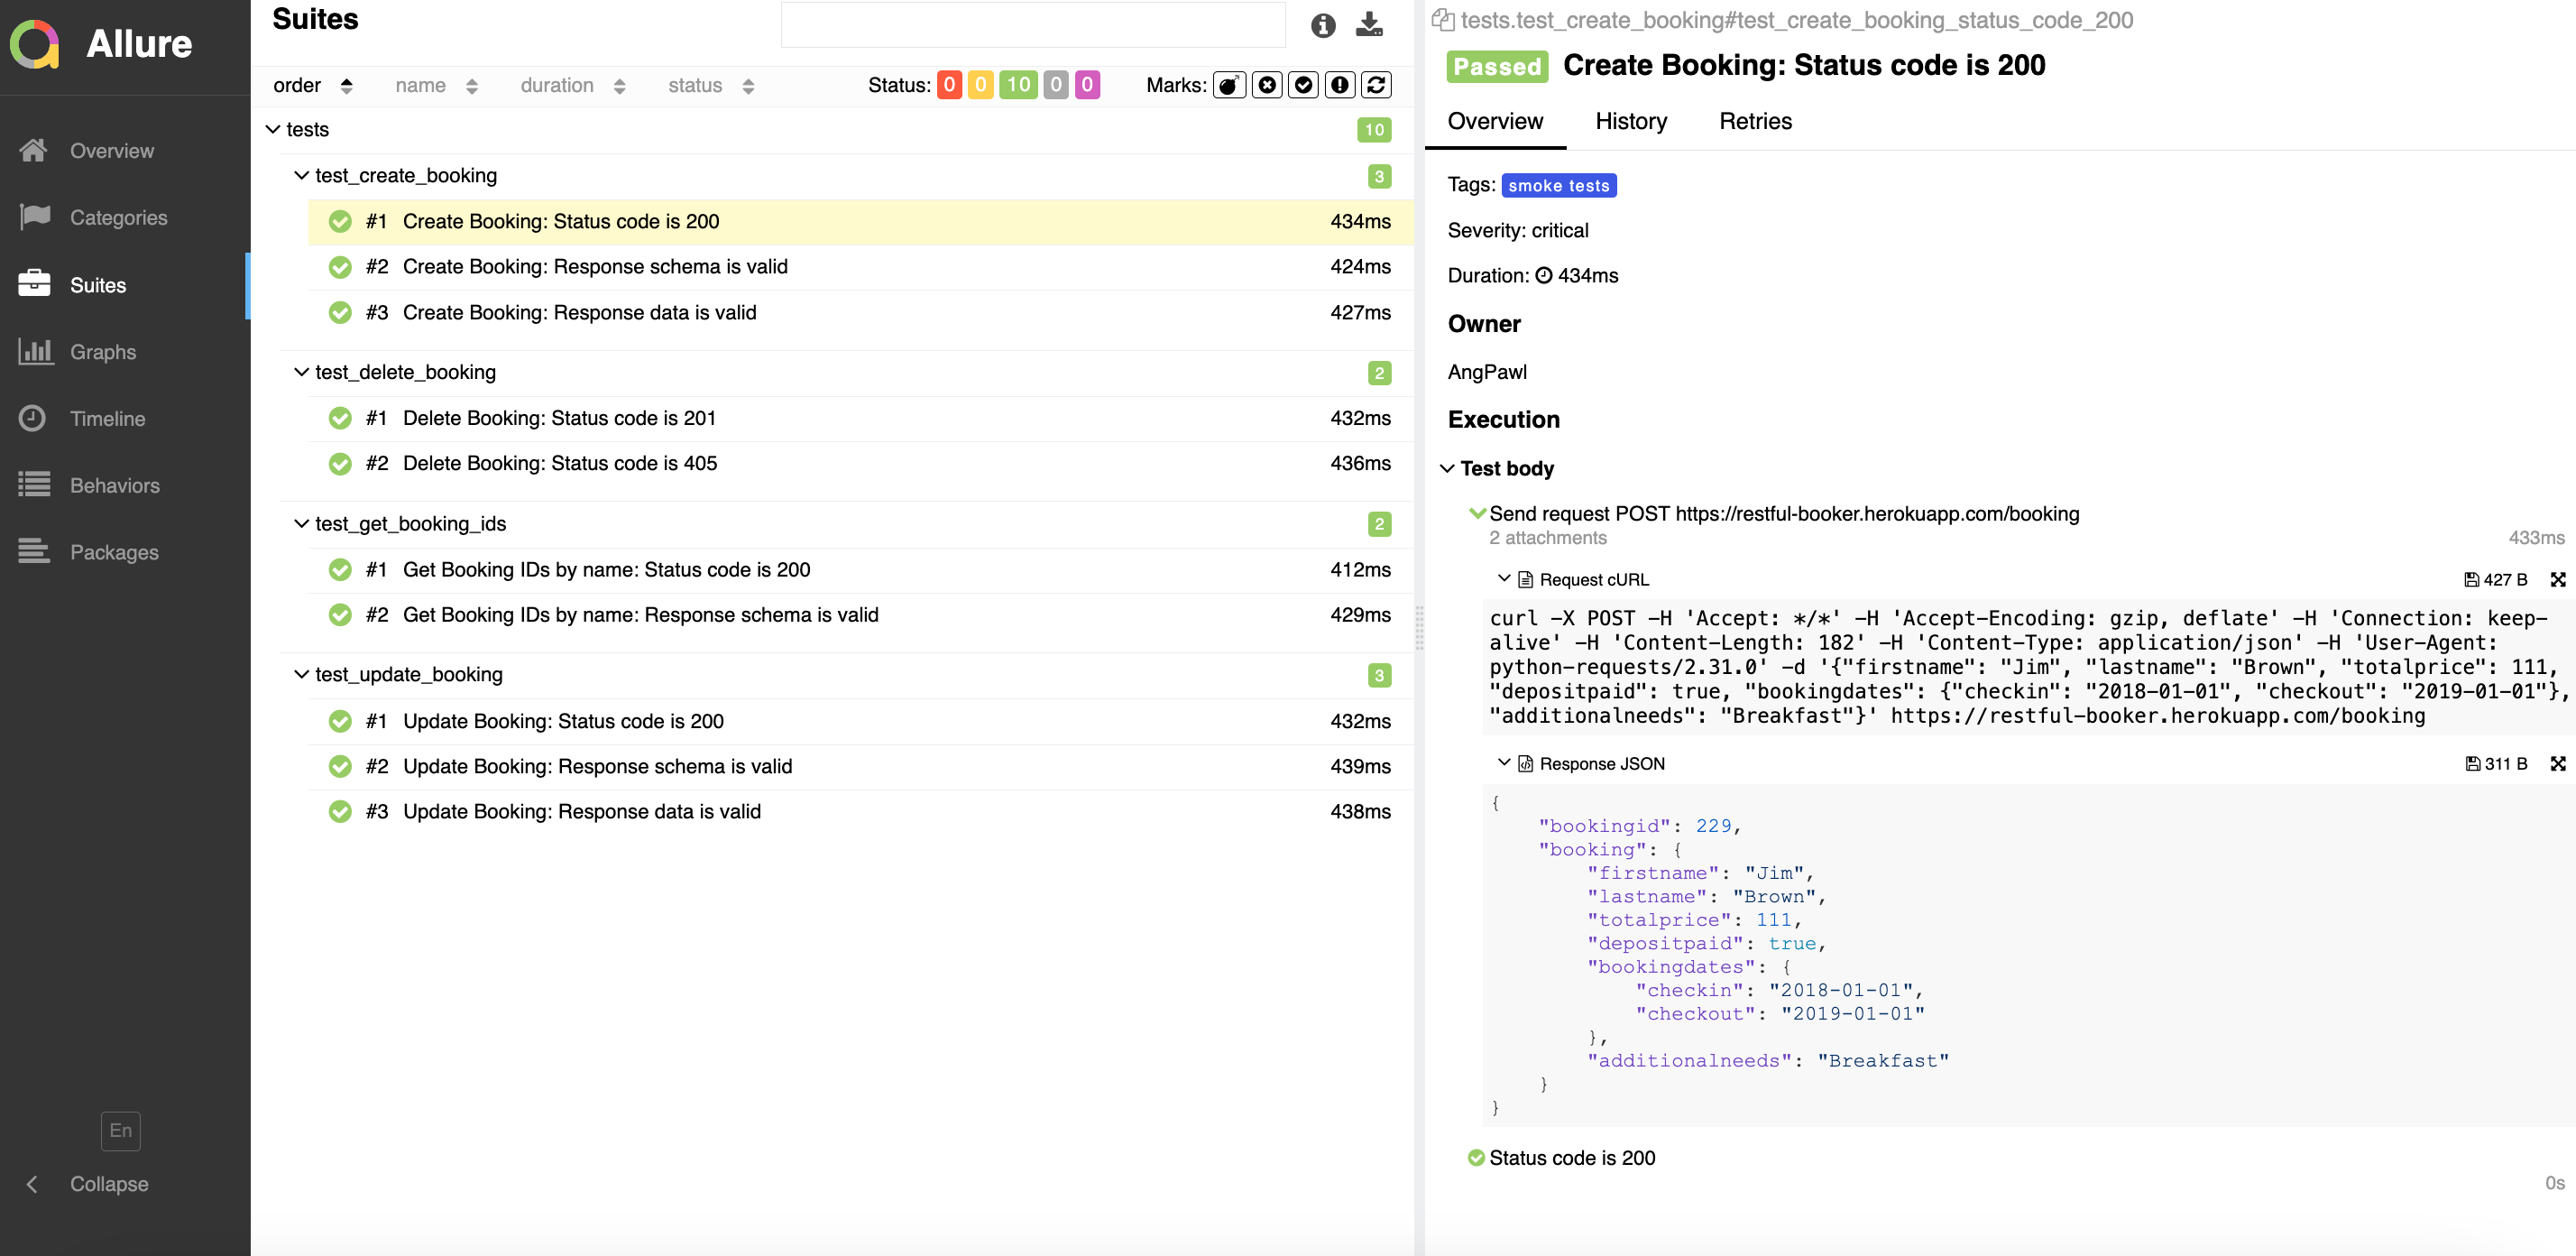 Allure
Overview
Categories
Suites
Graphs
Timeline
Behaviors
Packages
En
Collapse
Suites
order name duration status Status: 0 0 10 0 0 Marks:
tests 10
test_create_booking 3
#1 Create Booking: Status code is 200 434ms
#2 Create Booking: Response schema is valid 424ms
#3 Create Booking: Response data is valid 427ms
test_delete_booking 2
#1 Delete Booking: Status code is 201 432ms
#2 Delete Booking: Status code is 405 436ms
test_get_booking_ids 2
#1 Get Booking IDs by name: Status code is 200 412ms
#2 Get Booking IDs by name: Response schema is valid 429ms
test_update_booking 3
#1 Update Booking: Status code is 200 432ms
#2 Update Booking: Response schema is valid 439ms
#3 Update Booking: Response data is valid 438ms
tests.test_create_booking#test_create_booking_status_code_200
Passed Create Booking: Status code is 200
Overview History Retries
Tags: smoke tests
Severity: critical
Duration: 434ms
Owner
AngPawl
Execution
Test body
Send request POST https://restful-booker.herokuapp.com/booking
2 attachments 433ms
Request cURL 427 B
curl -X POST -H 'Accept: */*' -H 'Accept-Encoding: gzip, deflate' -H 'Connection: keep-
alive' -H 'Content-Length: 182' -H 'Content-Type: application/json' -H 'User-Agent:
python-requests/2.31.0' -d '{"firstname": "Jim", "lastname": "Brown", "totalprice": 111,
"depositpaid": true, "bookingdates": {"checkin": "2018-01-01", "checkout": "2019-01-01"},
"additionalneeds": "Breakfast"}' https://restful-booker.herokuapp.com/booking
Response JSON 311 B
{
"bookingid": 229,
"booking": {
"firstname": "Jim",
"lastname": "Brown",
"totalprice": 111,
"depositpaid": true,
"bookingdates": {
"checkin": "2018-01-01",
"checkout": "2019-01-01"
},
"additionalneeds": "Breakfast"
}
}
Status code is 200
0s